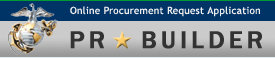 Online Procurement Request Application
PR BUILDER